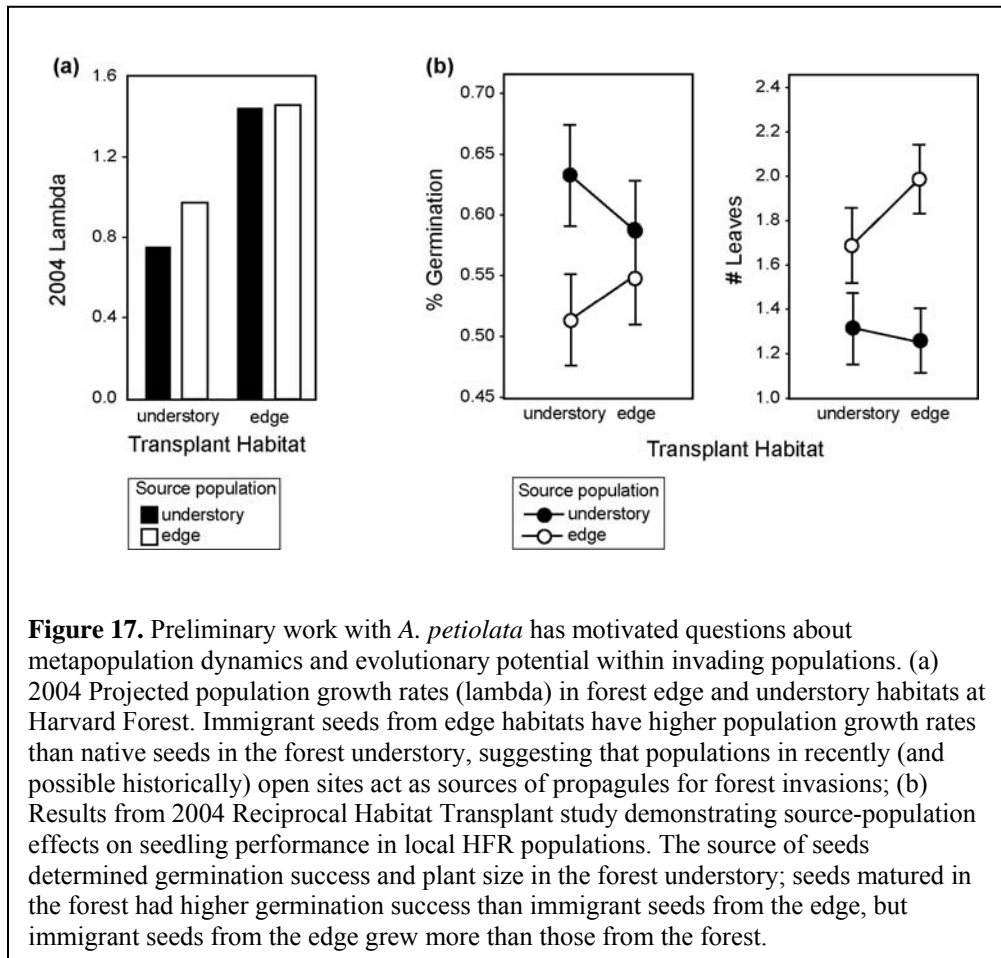 (a)
1.6
1.2
0.8
0.4
0.0
2004 Lambda
understory edge
Transplant Habitat
Source population
understory
edge
(b)
0.70
0.65
0.60
0.55
0.50
0.45
% Germination
understory edge
2.4
2.2
2.0
1.8
1.6
1.4
1.2
1.0
# Leaves
understory edge
Transplant Habitat
Source population
understory
edge
Figure 17. Preliminary work with A. petiolata has motivated questions about
metapopulation dynamics and evolutionary potential within invading populations. (a)
2004 Projected population growth rates (lambda) in forest edge and understory habitats at
Harvard Forest. Immigrant seeds from edge habitats have higher population growth rates
than native seeds in the forest understory, suggesting that populations in recently (and
possible historically) open sites act as sources of propagules for forest invasions; (b)
Results from 2004 Reciprocal Habitat Transplant study demonstrating source-population
effects on seedling performance in local HFR populations. The source of seeds
determined germination success and plant size in the forest understory; seeds matured in
the forest had higher germination success than immigrant seeds from the edge, but
immigrant seeds from the edge grew more than those from the forest.